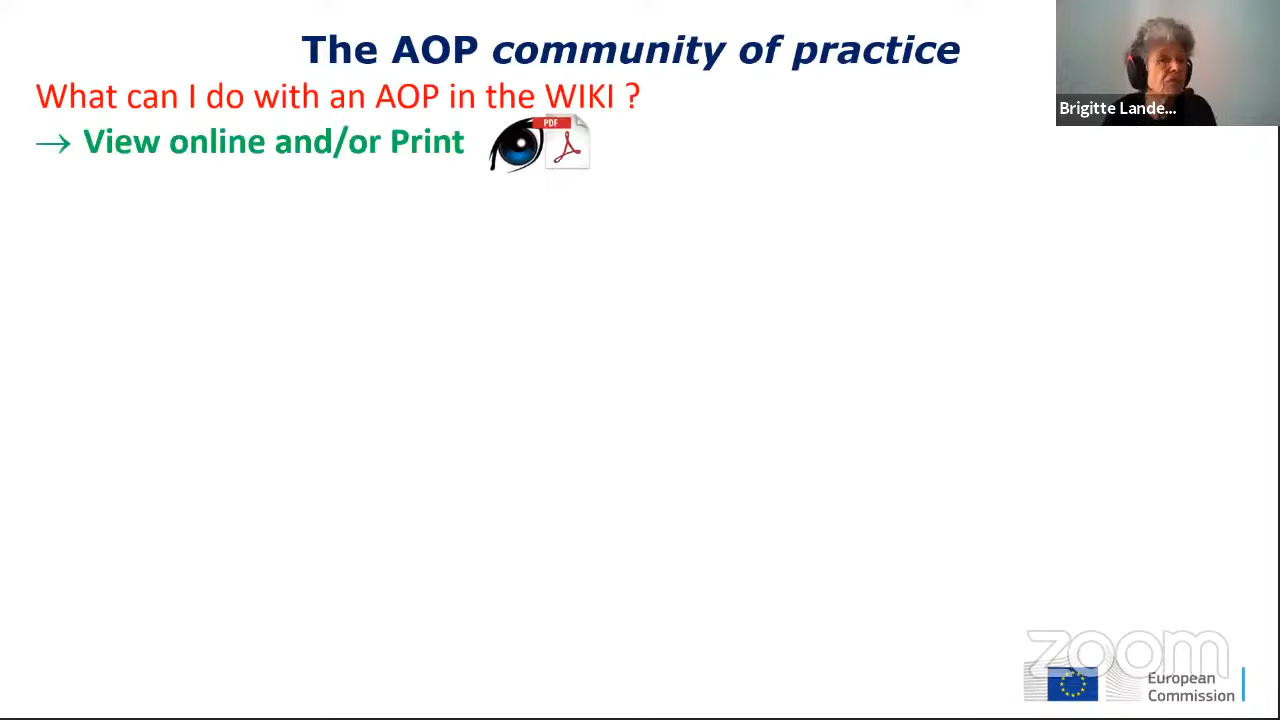 The AOP community of practice
What can I do with an AOP in the WIKI ?
→ View online and/or Print
PDF
Brigitte Lande...
zoom
European
Commission